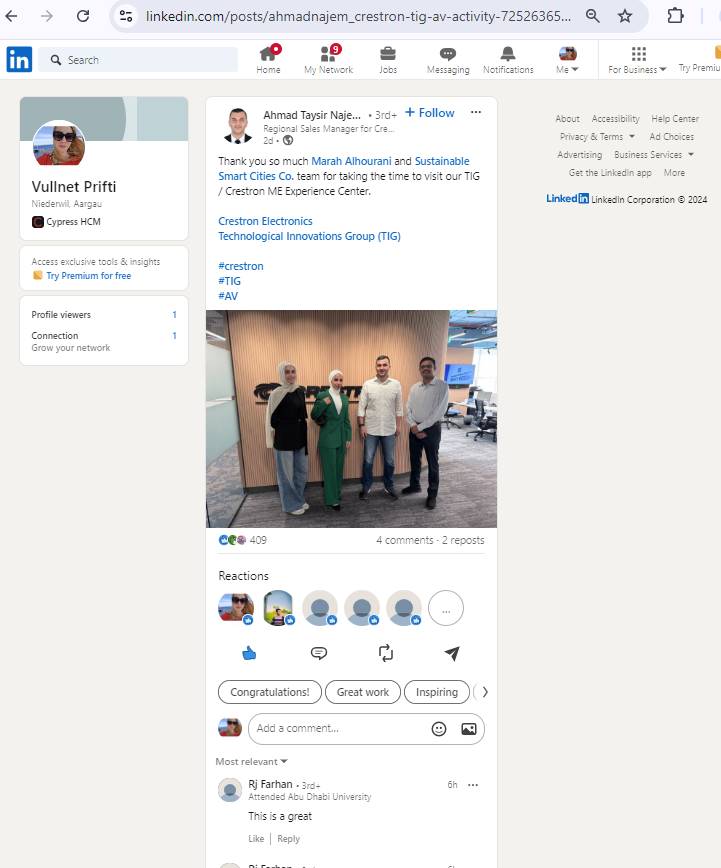 linkedin.com/posts/ahmadnajem_crestron-tig-av-activity-72526365...
in
Search
Home
9
My Network
Jobs
Messaging
Notifications
Me
For Business
Try Premiu
Vullnet Prifti
Niederwil, Aargau
Cypress HCM
Access exclusive tools & insights
Try Premium for free
Profile viewers 1
Connection 1
Grow your network
Ahmad Taysir Naje... • 3rd+ + Follow ...
Regional Sales Manager for Cre...
2d •
Thank you so much Marah Alhourani and Sustainable
Smart Cities Co. team for taking the time to visit our TIG
/ Crestron ME Experience Center.
Crestron Electronics
Technological Innovations Group (TIG)
#crestron
#TIG
#AV
409 4 comments · 2 reposts
Reactions
...
Congratulations! Great work Inspiring
Add a comment...
Most relevant
Rj Farhan • 3rd+ 6h ...
Attended Abu Dhabi University
This is a great
Like | Reply
About Accessibility Help Center
Privacy & Terms Ad Choices
Advertising Business Services
Get the LinkedIn app More
LinkedIn LinkedIn Corporation © 2024